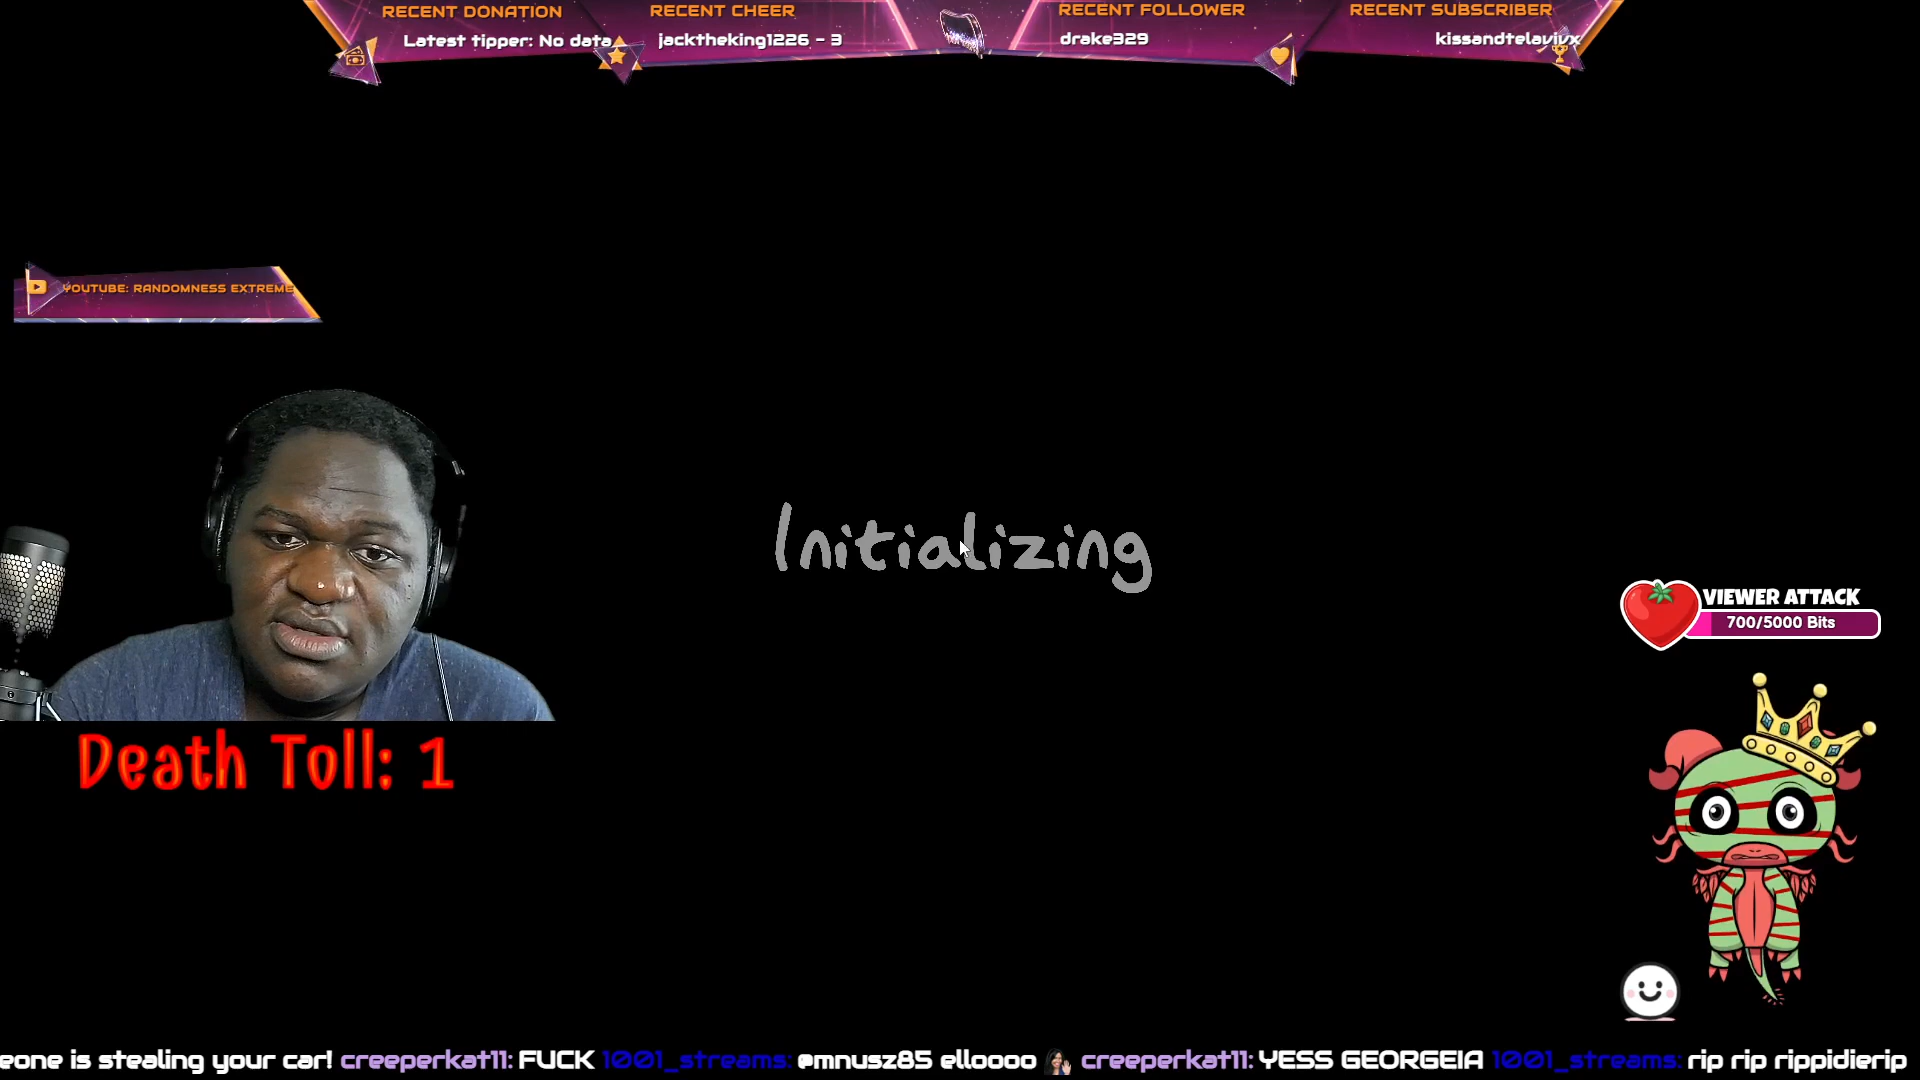 RECENT DONATION
Latest tipper: No data
RECENT CHEER
jacktheking1226 - 3
RECENT FOLLOWER
drake329
RECENT SUBSCRIBER
kissandtelavivx
YOUTUBE: RANDOMNESS EXTREME
Initializing
VIEWER ATTACK
700/5000 Bits
Death Toll: 1
eone is stealing your car! creeperkat11: FUCK 1001_streams: @mnusz85 elloooo creeperkat11: YESS GEORGEIA 1001_streams: rip rip rippidierip